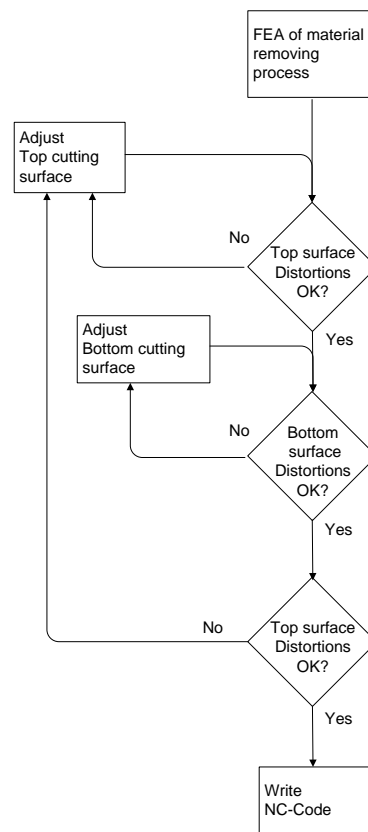 FEA of material
removing
process
Adjust
Top cutting
surface
No
Top surface
Distortions
OK?
Yes
Adjust
Bottom cutting
surface
No
Bottom
surface
Distortions
OK?
Yes
No
Top surface
Distortions
OK?
Yes
Write
NC-Code